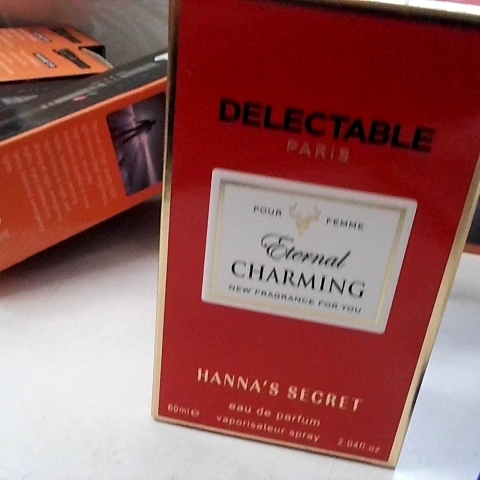 DELECTABLE
PARIS
POUR FEMME
Eternal
CHARMING
NEW FRAGRANCE FOR YOU
HANNA'S SECRET
eau de parfum
60ml e vaporisateur spray 2.04fl oz